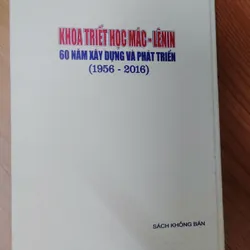 KHOA TRIẾT HỌC MÁC - LÊNIN
60 NĂM XÂY DỰNG VÀ PHÁT TRIỂN
(1956 - 2016)
SÁCH KHÔNG BÁN